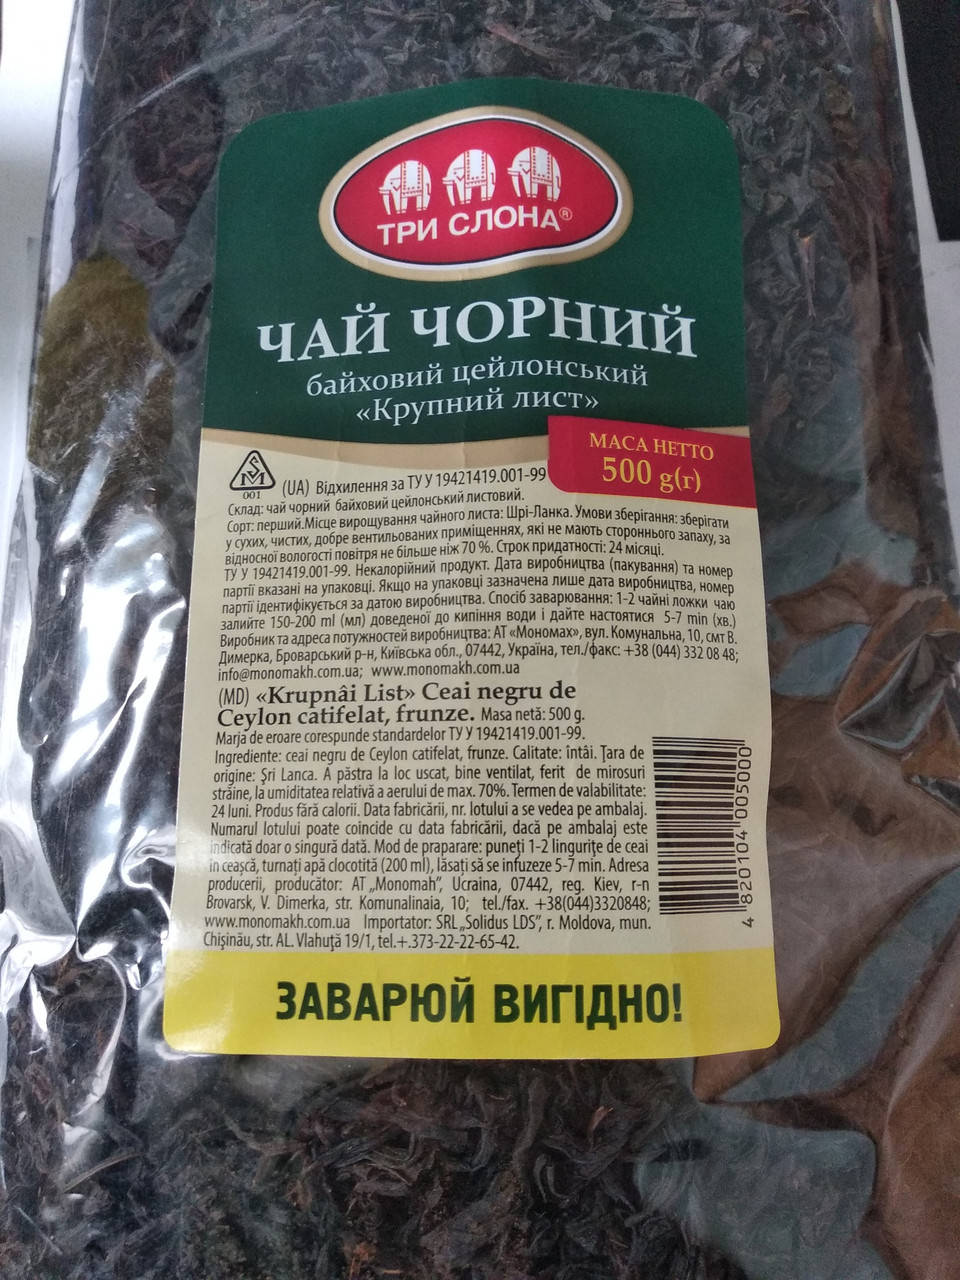 ТРИ СЛОНА®
ЧАЙ ЧОРНИЙ
байховий цейлонський
«Крупний лист»
МАСА НЕТТО
500 g(г)
001
(UA) Відхилення за ТУ У 19421419.001-99
Склад: чай чорний байховий цейлонський листовий.
Сорт: перший.Місце вирощування чайного листа: Шрі-Ланка. Умови зберігання: зберігати
у сухих, чистих, добре вентильованих приміщеннях, які не мають стороннього запаху, за
відносної вологості повітря не більше ніж 70 %. Строк придатності: 24 місяці.
ТУ У 19421419.001-99. Некалорійний продукт. Дата виробництва (пакування) та номер
партії вказані на упаковці. Якщо на упаковці зазначена лише дата виробництва, номер
партії ідентифікується за датою виробництва. Спосіб заварювання: 1-2 чайні ложки чаю
залийте 150-200 ml (мл) доведеної до кипіння води і дайте настоятися 5-7 min (хв.)
Виробник та адреса потужностей виробництва: АТ «Мономах», вул. Комунальна, 10, смт В.
Димерка, Броварський р-н, Київська обл., 07442, Україна, тел./факс: +38 (044) 332 08 48;
info@monomakh.com.ua; www.monomakh.com.ua
(MD) «Krupnâi List» Ceai negru de
Ceylon catifelat, frunze. Masa netă: 500 g.
Marja de eroare corespunde standardelor ТУ У 19421419.001-99.
Ingrediente: ceai negru de Ceylon catifelat, frunze. Calitate: întâi. Țara de
origine: Șri Lanca. A păstra la loc uscat, bine ventilat, ferit de mirosuri
străine, la umiditatea relativă a aerului de max. 70%. Termen de valabilitate:
24 luni. Produs fără calorii. Data fabricării, nr. lotului a se vedea pe ambalaj.
Numarul lotului poate coincide cu data fabricării, dacă pe ambalaj este
indicată doar o singură dată. Mod de praparare: puneți 1-2 lingurițe de ceai
în ceașcă, turnați apă clocotită (200 ml), lăsați să se infuzeze 5-7 min. Adresa
producerii, producător: AT „Monomah”, Ucraina, 07442, reg. Kiev, r-n
Brovarsk, V. Dimerka, str. Komunalinaia, 10; tel./fax. +38(044)3320848;
www.monomakh.com.ua Importator: SRL „Solidus LDS”, r. Moldova, mun.
Chișinău, str. AL. Vlahuță 19/1, tel.+.373-22-22-65-42.
4 820104 005000
ЗАВАРЮЙ ВИГІДНО!